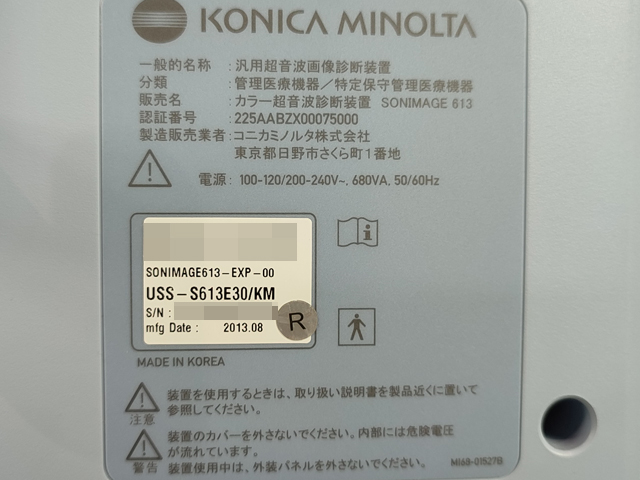 KONICA MINOLTA
一般的名称 : 汎用超音波画像診断装置
分類 : 管理医療機器／特定保守管理医療機器
販売名 : カラー超音波診断装置 SONIMAGE 613
認証番号 : 225AABZX00075000
製造販売業者 : コニカミノルタ株式会社
東京都日野市さくら町1番地
電源: 100-120/200-240V~, 680VA, 50/60Hz
SONIMAGE613-EXP-00
USS-S613E30/KM
S/N :
mfg Date : 2013.08
R
MADE IN KOREA
装置を使用するときは、取り扱い説明書を製品近くに置いて
参照してください。
注意
装置のカバーを外さないでください。内部には危険電圧
が流れています。
警告 装置使用中は、外装パネルを外さないでください。
MI68-01527B